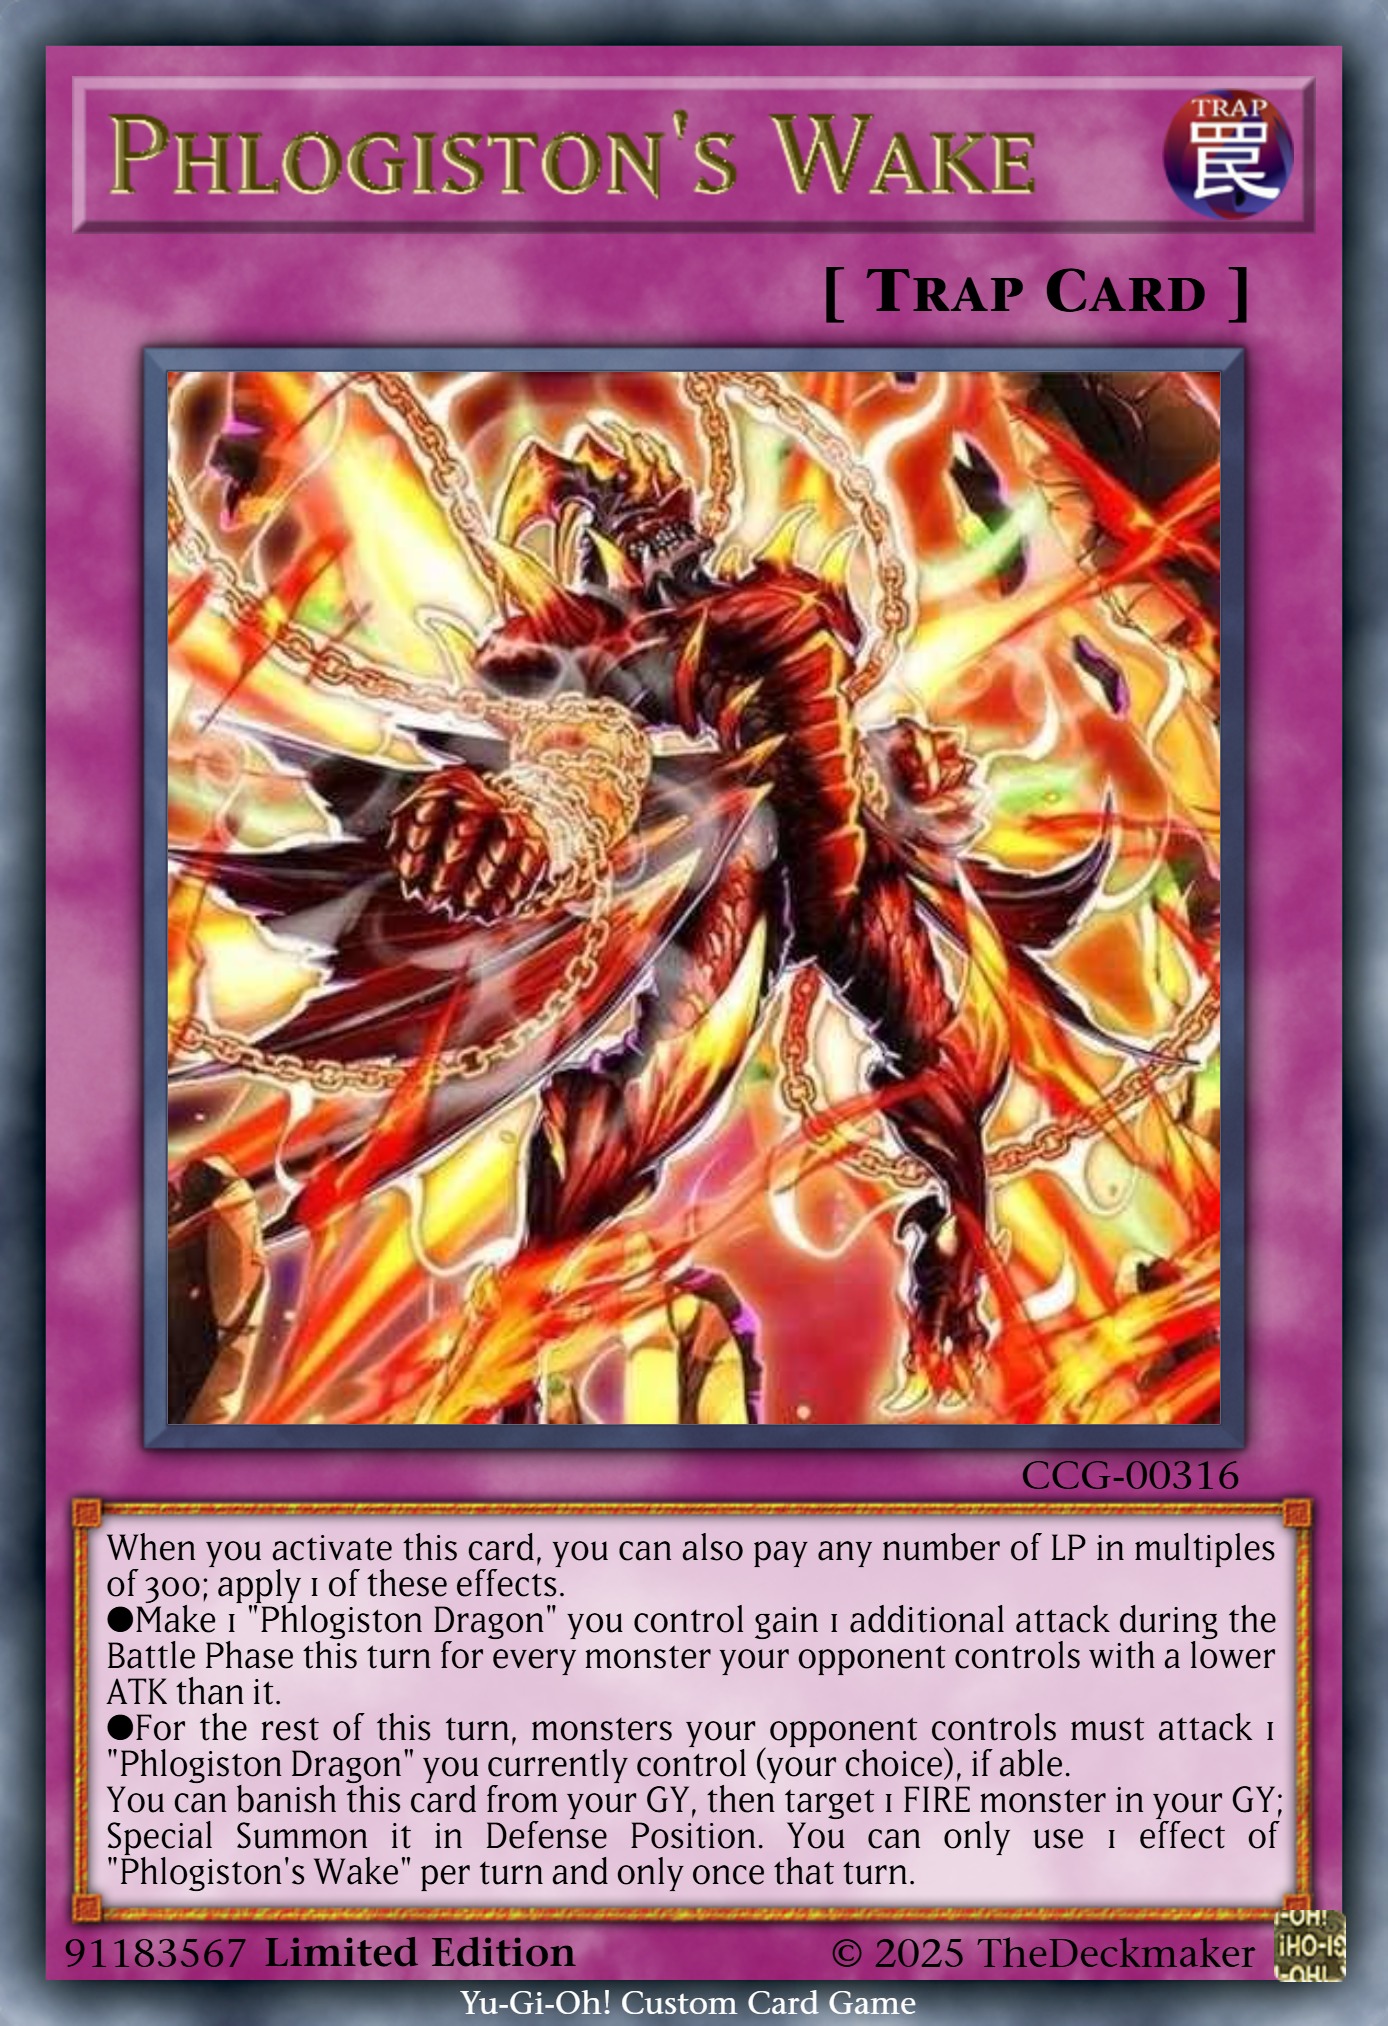 Phlogiston's Wake
TRAP
罠
[ Trap Card ]
CCG-00316
When you activate this card, you can also pay any number of LP in multiples
of 300; apply 1 of these effects.
●Make 1 "Phlogiston Dragon" you control gain 1 additional attack during the
Battle Phase this turn for every monster your opponent controls with a lower
ATK than it.
●For the rest of this turn, monsters your opponent controls must attack 1
"Phlogiston Dragon" you currently control (your choice), if able.
You can banish this card from your GY, then target 1 FIRE monster in your GY;
Special Summon it in Defense Position. You can only use 1 effect of
"Phlogiston's Wake" per turn and only once that turn.
91183567 Limited Edition
© 2025 TheDeckmaker
Yu-Gi-Oh! Custom Card Game